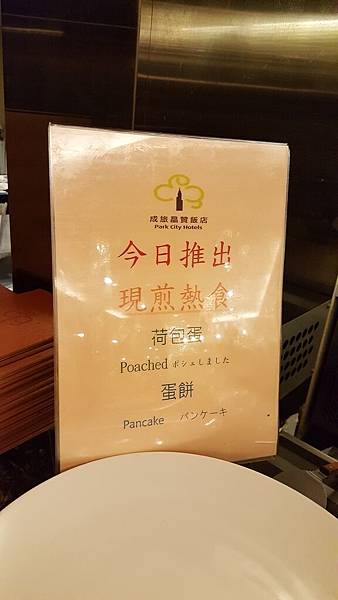 成旅晶贊飯店
Park City Hotels
今日推出
現煎熱食
荷包蛋
Poached ポシェしました
蛋餅
Pancake パンケーキ